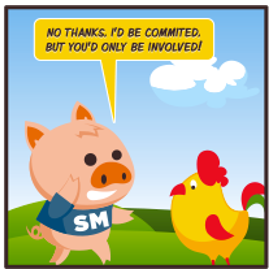 NO THANKS. I'D BE COMMITED,
BUT YOU'D ONLY BE INVOLVED!
SM